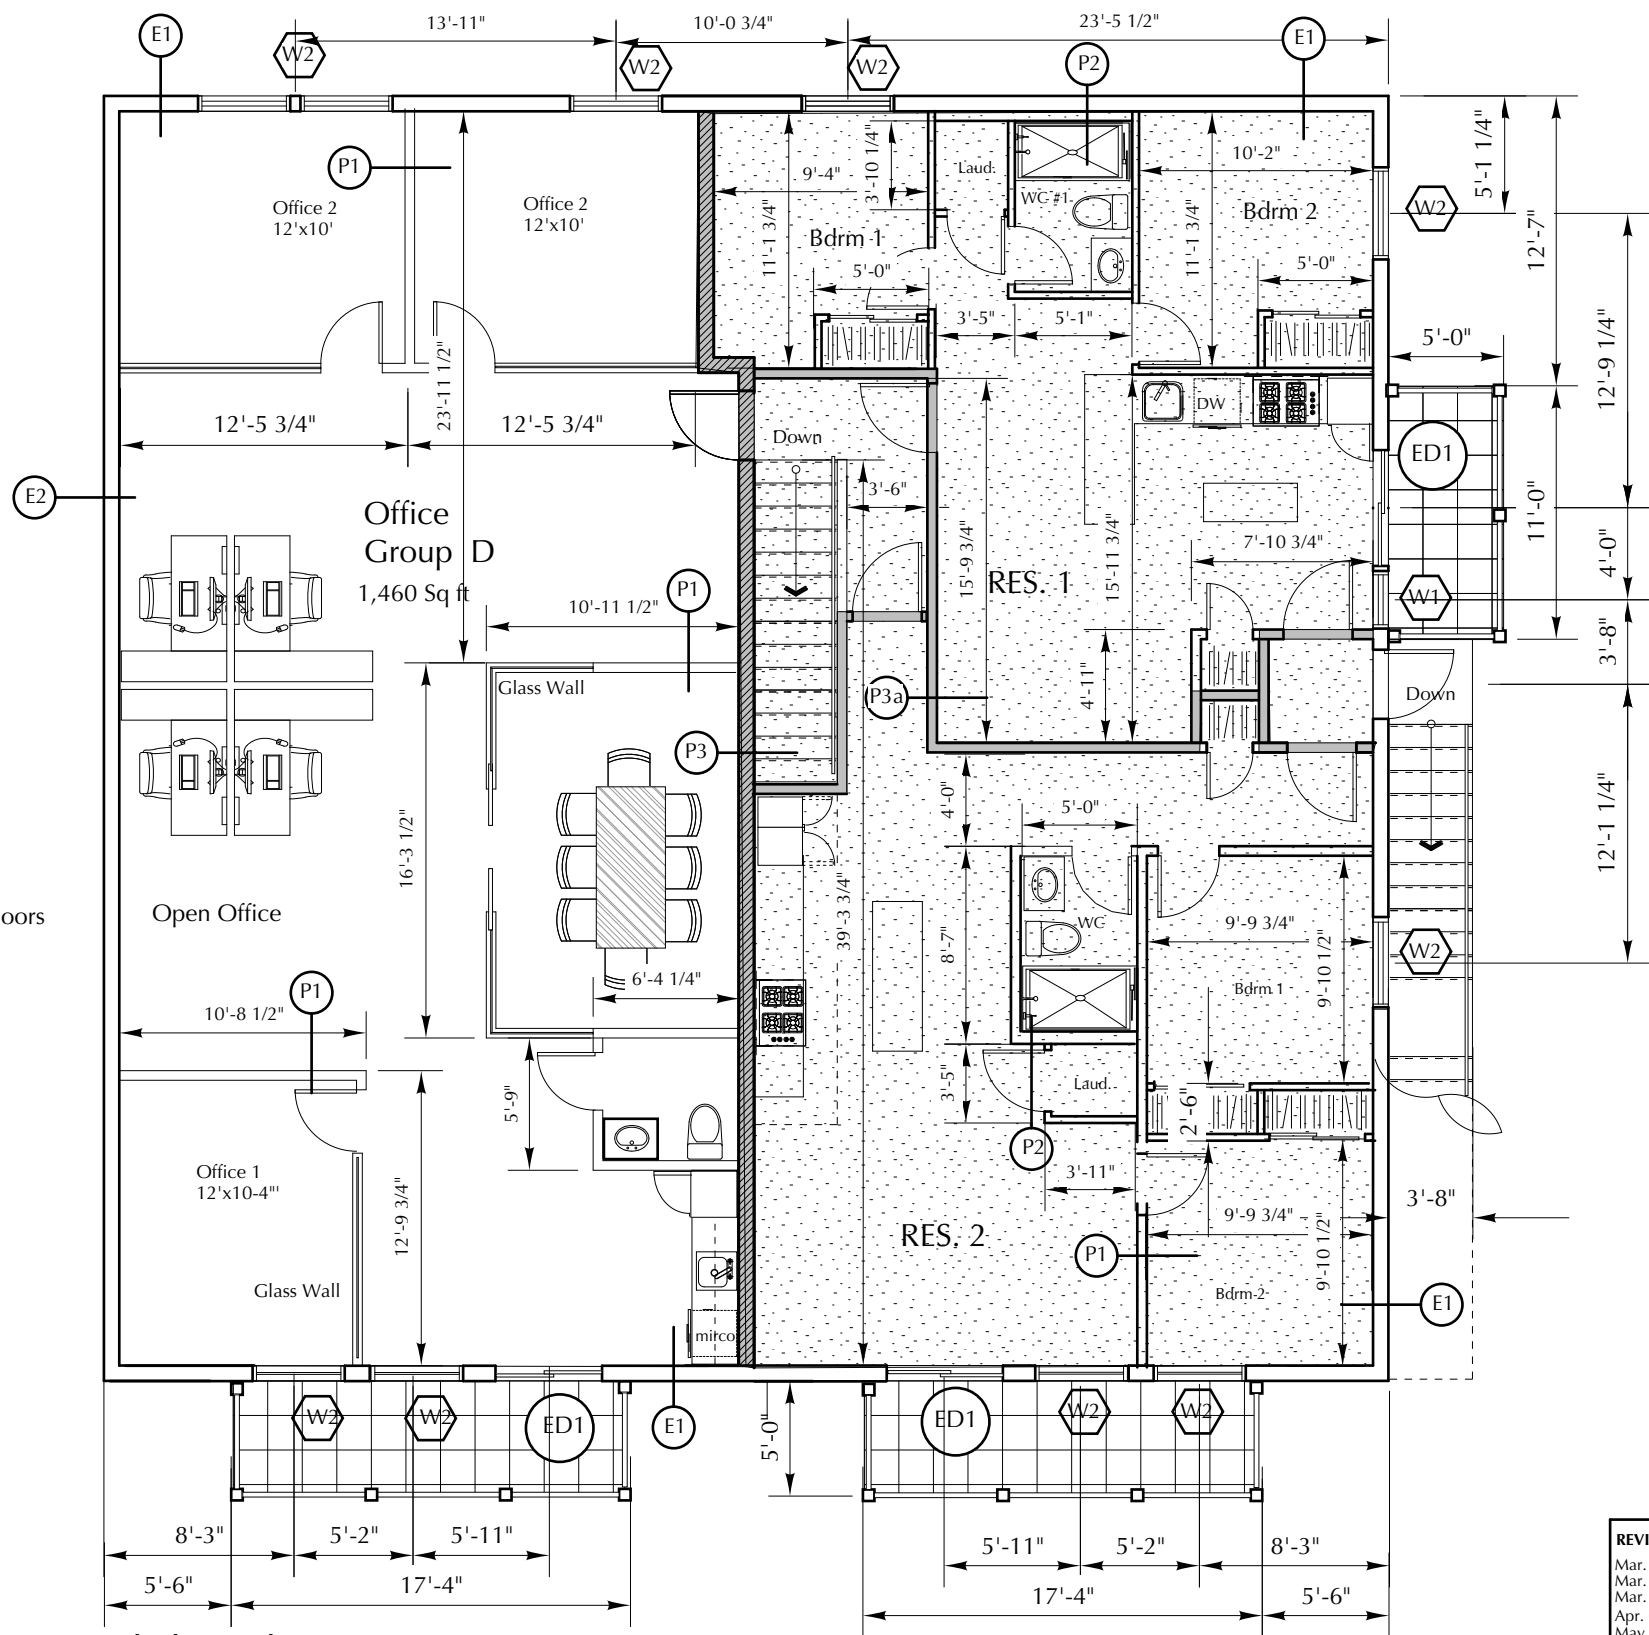 13'-11"
10'-0 3/4"
23'-5 1/2"
E1
W2
W2
W2
P2
E1
P1
Office 2
12'x10'
Office 2
12'x10'
9'-4"
3'-10 1/4"
Laud.
WC #1
10'-2"
Bdrm 1
Bdrm 2
11'-1 3/4"
11'-1 3/4"
5'-0"
5'-0"
3'-5"
5'-1"
W2
5'-1 1/4"
12'-7"
12'-9 1/4"
5'-0"
23'-11 1/2"
12'-5 3/4"
12'-5 3/4"
Down
DW
ED1
11'-0"
E2
3'-6"
Office
Group D
1,460 Sq ft
15'-9 3/4"
15'-11 3/4"
7'-10 3/4"
RES. 1
4'-0"
W1
10'-11 1/2"
P1
3'-8"
Glass Wall
P3a
4'-11"
Down
P3
4'-0"
5'-0"
12'-1 1/4"
16'-3 1/2"
39'-3 3/4"
oors
Open Office
8'-7"
WC
9'-9 3/4"
9'-10 1/2"
W2
6'-4 1/4"
Bdrm 1
P1
10'-8 1/2"
5'-9"
3'-5"
Laud.
2'-6"
P2
Office 1
12'x10-4"'
12'-9 3/4"
3'-11"
3'-8"
RES. 2
9'-9 3/4"
9'-10 1/2"
P1
Glass Wall
Bdrm-2
E1
mirco
W2
W2
ED1
E1
5'-0"
ED1
W2
W2
8'-3"
5'-2"
5'-11"
5'-11"
5'-2"
8'-3"
5'-6"
17'-4"
17'-4"
5'-6"
REVI
Mar.
Mar.
Mar.
Apr.
May